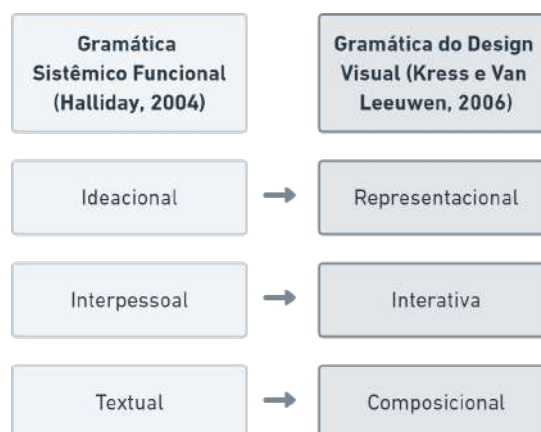 Gramática
Sistêmico Funcional
(Halliday, 2004)
Gramática do Design
Visual (Kress e Van
Leeuwen, 2006)
Ideacional
Representacional
Interpessoal
Interativa
Textual
Composicional